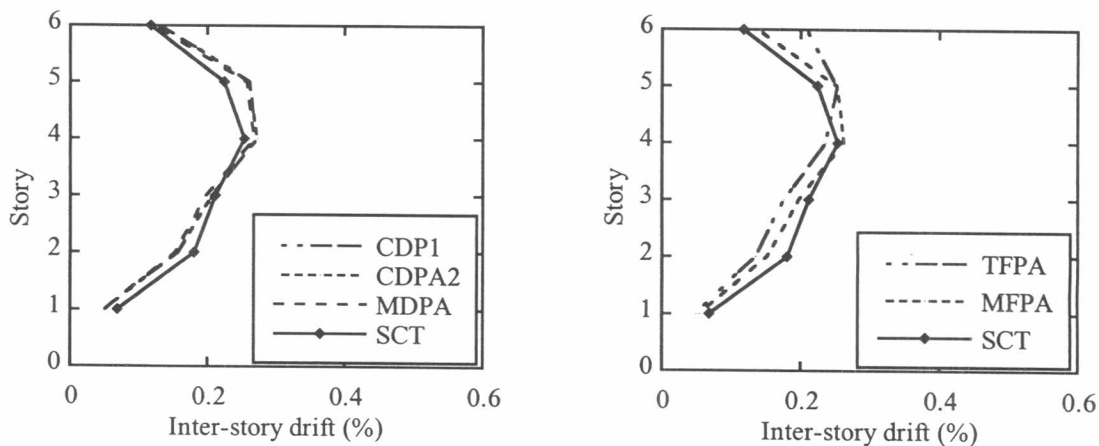 6
5
4
3
2
1
0
Story
CDP1
CDPA2
MDPA
SCT
0
0.2
0.4
0.6
Inter-story drift (%)
6
5
4
3
2
1
0
Story
TFPA
MFPA
SCT
0
0.2
0.4
0.6
Inter-story drift (%)